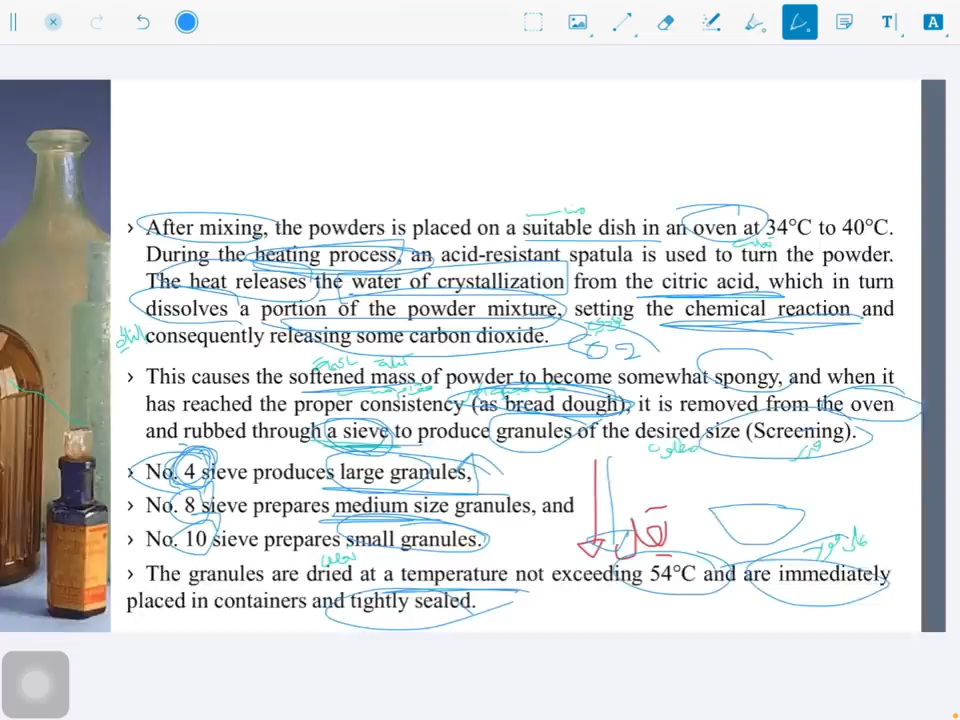 › After mixing, the powders is placed on a suitable dish in an oven at 34°C to 40°C.
During the heating process, an acid-resistant spatula is used to turn the powder.
The heat releases the water of crystallization from the citric acid, which in turn
dissolves a portion of the powder mixture, setting the chemical reaction and
consequently releasing some carbon dioxide.
› This causes the softened mass of powder to become somewhat spongy, and when it
has reached the proper consistency (as bread dough), it is removed from the oven
and rubbed through a sieve to produce granules of the desired size (Screening).
› No. 4 sieve produces large granules,
› No. 8 sieve prepares medium size granules, and
› No. 10 sieve prepares small granules.
› The granules are dried at a temperature not exceeding 54°C and are immediately
placed in containers and tightly sealed.